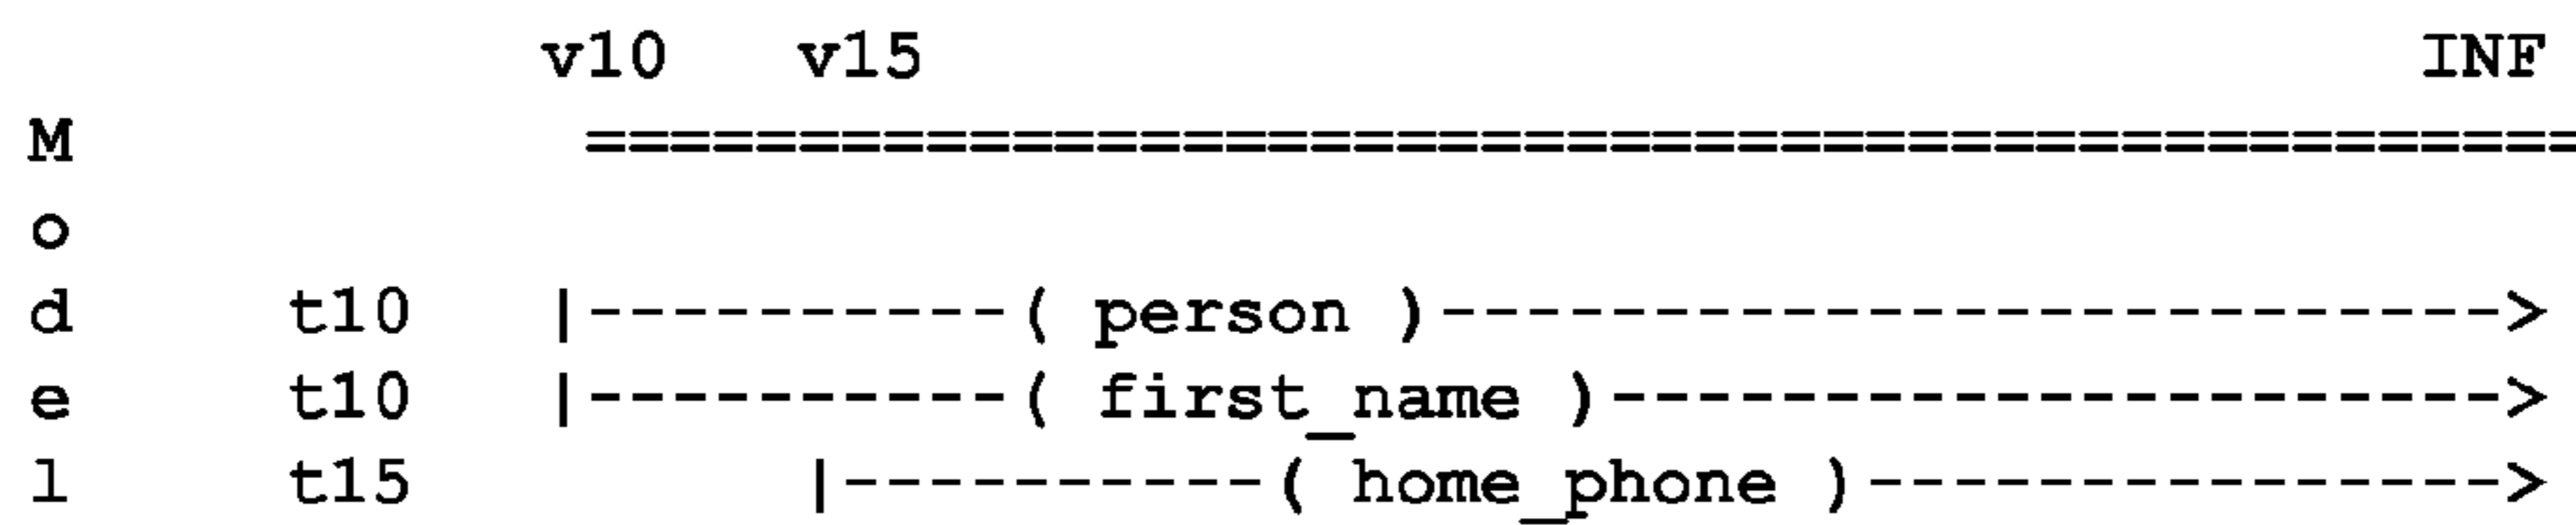 v10   v15                                   INF
M            ===============================================
o
d     t10   |----------( person )------------------------->
e     t10   |----------( first_name )--------------------->
l     t15         |----------( home_phone )--------------->